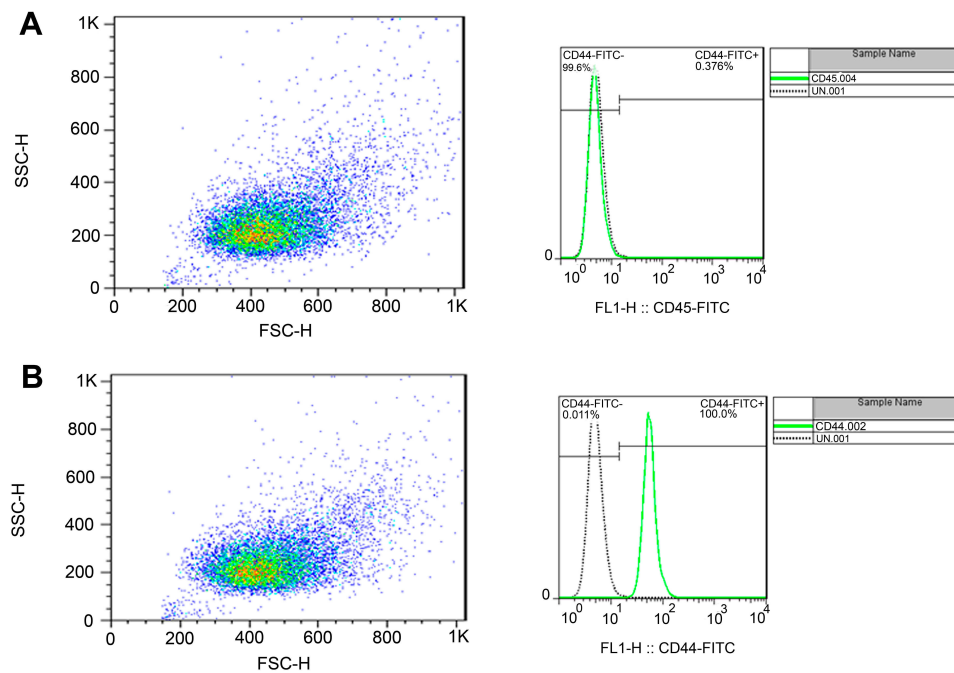 A
1K
800
600
400
200
0
SSC-H
0 200 400 600 800 1K
FSC-H
CD44-FITC- CD44-FITC+
99.6% 0.376%
0
10^0 10^1 10^2 10^3 10^4
FL1-H :: CD45-FITC
Sample Name
CD45.004
UN.001
B
1K
800
600
400
200
0
SSC-H
0 200 400 600 800 1K
FSC-H
CD44-FITC- CD44-FITC+
0.011% 100.0%
0
10^0 10^1 10^2 10^3 10^4
FL1-H :: CD44-FITC
Sample Name
CD44.002
UN.001